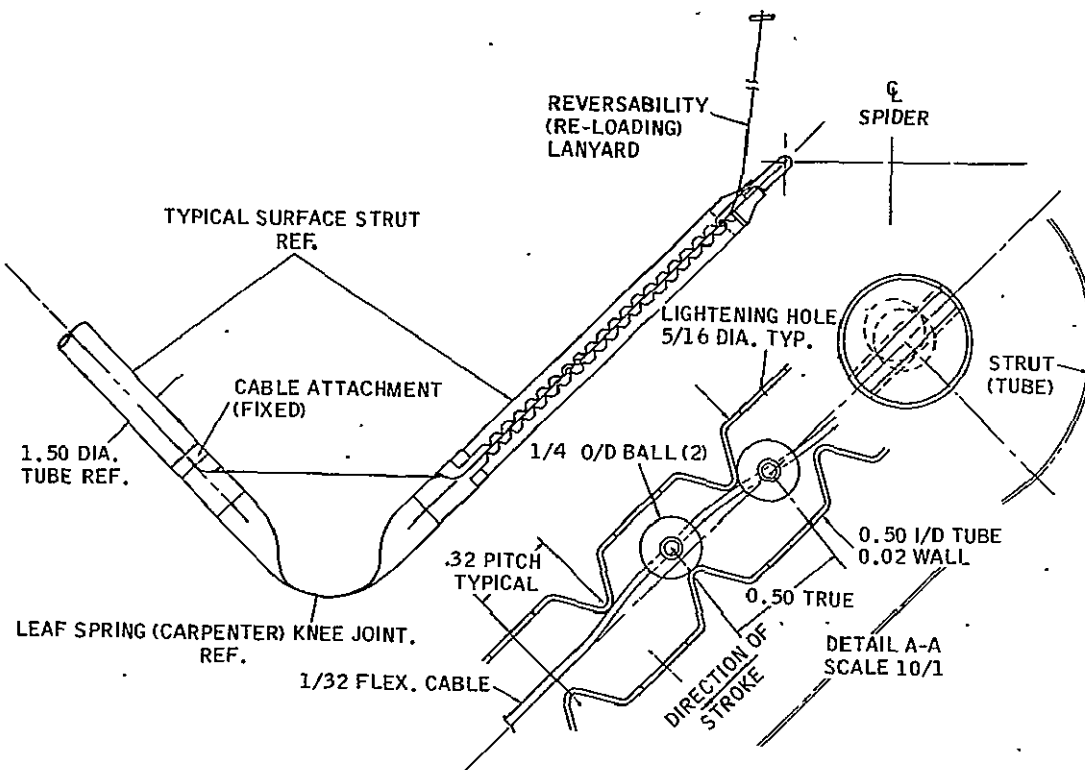 REVERSABILITY
(RE-LOADING)
LANYARD
℄
SPIDER
TYPICAL SURFACE STRUT
REF.
LIGHTENING HOLE
5/16 DIA. TYP.
STRUT
(TUBE)
CABLE ATTACHMENT
(FIXED)
1.50 DIA.
TUBE REF.
1/4 O/D BALL (2)
0.50 I/D TUBE
0.02 WALL
.32 PITCH
TYPICAL
0.50 TRUE
LEAF SPRING (CARPENTER) KNEE JOINT.
REF.
DETAIL A-A
SCALE 10/1
1/32 FLEX. CABLE
DIRECTION OF
STROKE